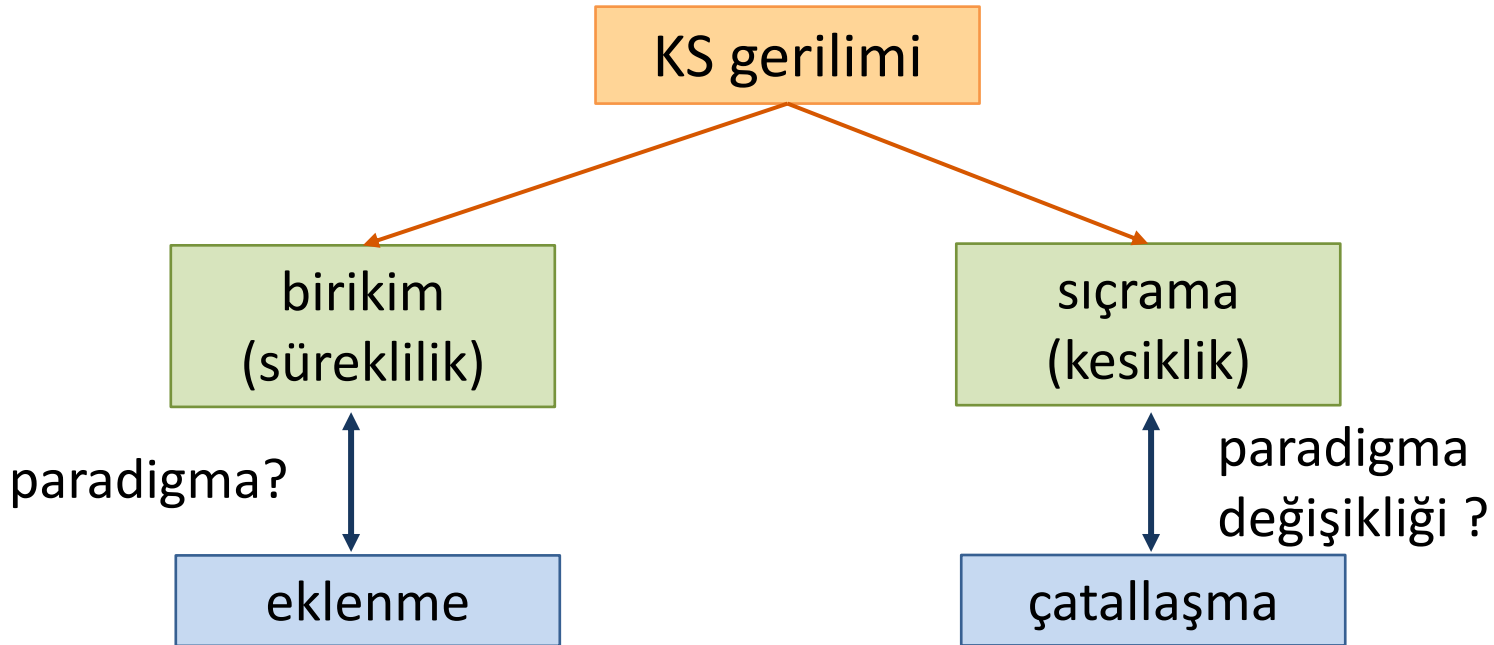 KS gerilimi
birikim
(süreklilik)
sıçrama
(kesiklik)
paradigma?
paradigma
değişikliği ?
eklenme
çatallaşma